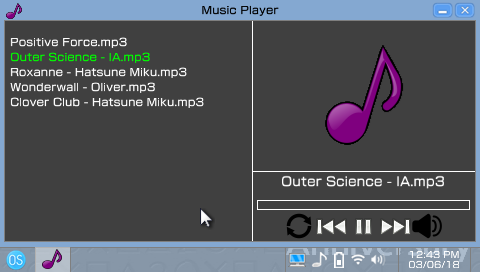 Music Player
Positive Force.mp3
Outer Science - IA.mp3
Roxanne - Hatsune Miku.mp3
Wonderwall - Oliver.mp3
Clover Club - Hatsune Miku.mp3
Outer Science - IA.mp3
OS
12:43 PM
03/06/18